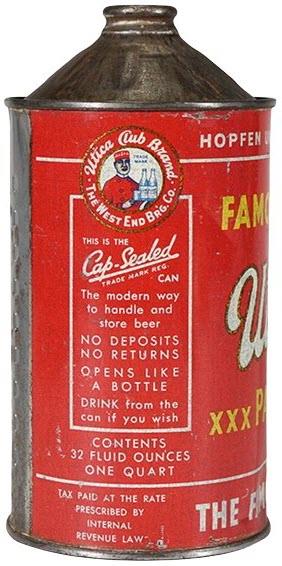 Utica Club Brand
TRADE MARK
THE WEST END BRG. CO.
THIS IS THE
Cap-Sealed
TRADE MARK REG.
CAN
The modern way
to handle and
store beer
NO DEPOSITS
NO RETURNS
OPENS LIKE
A BOTTLE
DRINK from the
can if you wish
CONTENTS
32 FLUID OUNCES
ONE QUART
TAX PAID AT THE RATE
PRESCRIBED BY
INTERNAL
REVENUE LAW
HOPFEN U
FAMO
XXX PA
THE FAM